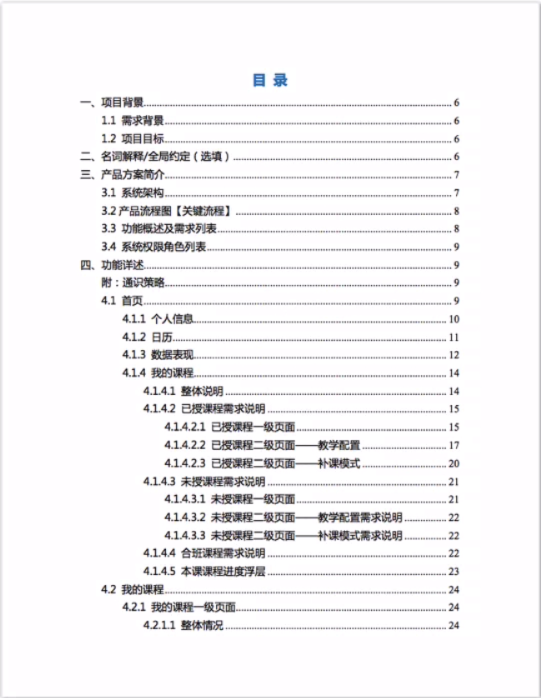 目 录
一、项目背景 6
1.1 需求背景 6
1.2 项目目标 6
二、名词解释/全局约定（选填） 6
三、产品方案简介 7
3.1 系统架构 7
3.2 产品流程图【关键流程】 8
3.3 功能概述及需求列表 8
3.4 系统权限角色列表 9
四、功能详述 9
附：通识策略 9
4.1 首页 9
4.1.1 个人信息 10
4.1.2 日历 11
4.1.3 数据表现 12
4.1.4 我的课程 14
4.1.4.1 整体说明 14
4.1.4.2 已授课程需求说明 15
4.1.4.2.1 已授课程一级页面 15
4.1.4.2.2 已授课程二级页面——教学配置 17
4.1.4.2.3 已授课程二级页面——补课模式 20
4.1.4.3 未授课程需求说明 21
4.1.4.3.1 未授课程一级页面 21
4.1.4.3.2 未授课程二级页面——教学配置需求说明 22
4.1.4.3.3 未授课程二级页面——补课模式需求说明 22
4.1.4.4 合班课程需求说明 22
4.1.4.5 本课课程进度浮层 23
4.2 我的课程 24
4.2.1 我的课程一级页面 24
4.2.1.1 整体情况 24